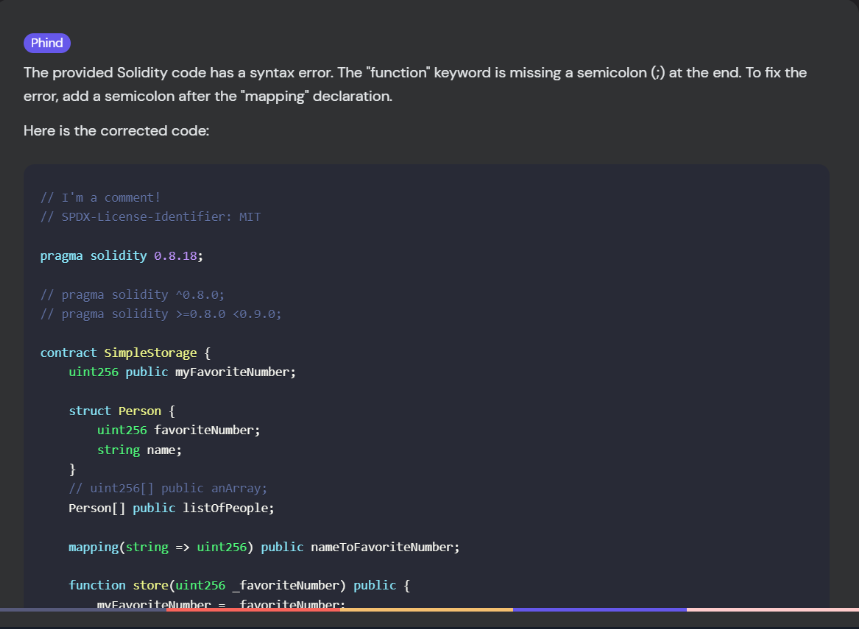 Phind
The provided Solidity code has a syntax error. The "function" keyword is missing a semicolon (;) at the end. To fix the
error, add a semicolon after the "mapping" declaration.
Here is the corrected code:
// I'm a comment!
// SPDX-License-Identifier: MIT
pragma solidity 0.8.18;
// pragma solidity ^0.8.0;
// pragma solidity >=0.8.0 <0.9.0;
contract SimpleStorage {
    uint256 public myFavoriteNumber;
    struct Person {
        uint256 favoriteNumber;
        string name;
    }
    // uint256[] public anArray;
    Person[] public listOfPeople;
    mapping(string => uint256) public nameToFavoriteNumber;
    function store(uint256 _favoriteNumber) public {
        myFavoriteNumber = _favoriteNumber;